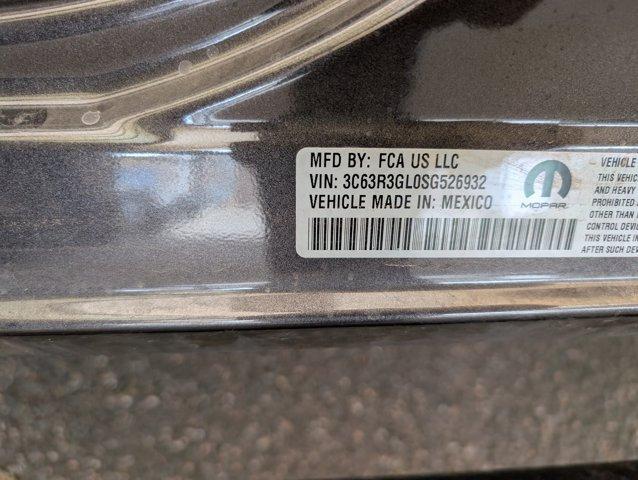 MFD BY: FCA US LLC
VIN: 3C63R3GL0SG526932
VEHICLE MADE IN: MEXICO
MOPAR
VEHICLE
THIS VEHIC
AND HEAVY
PROHIBITED
OTHER THAN
CONTROL DEVIC
THIS VEHICLE IN
AFTER SUCH DEV